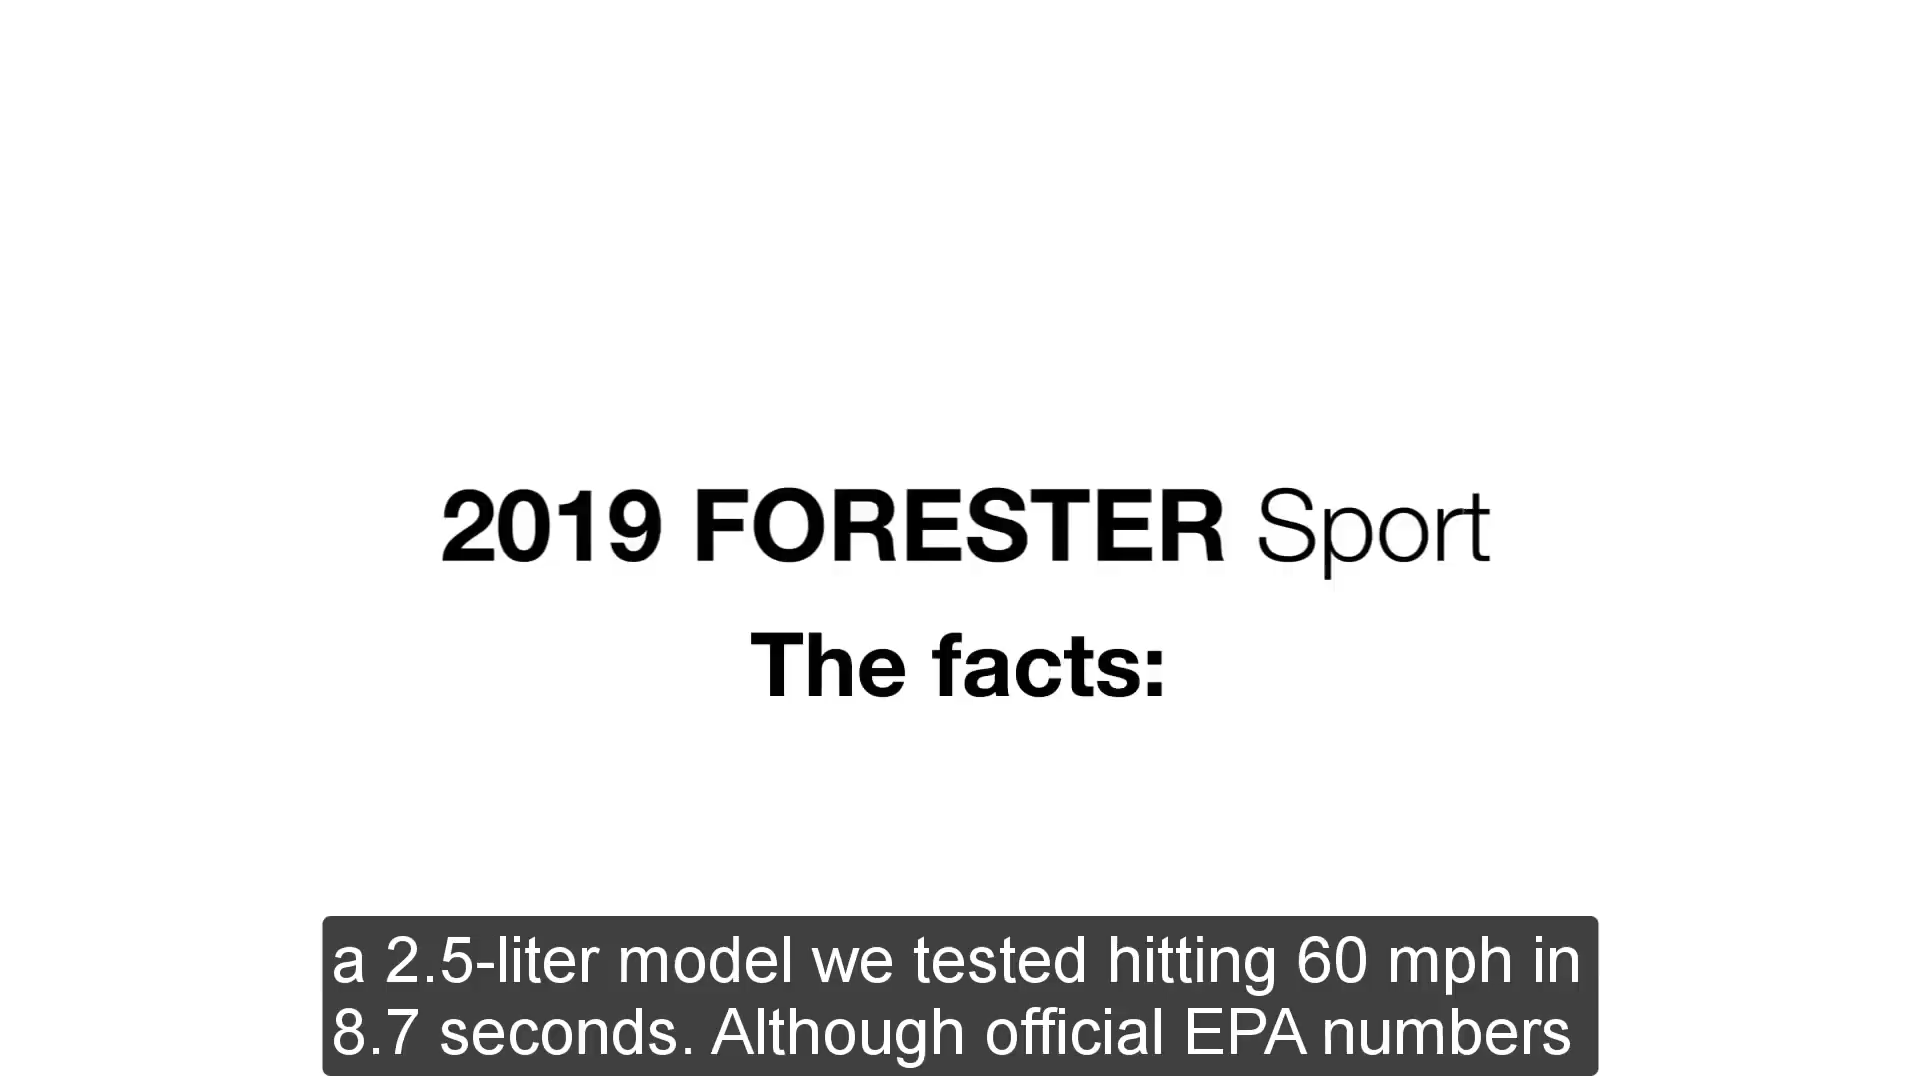 2019 FORESTER Sport
The facts:
a 2.5-liter model we tested hitting 60 mph in
8.7 seconds. Although official EPA numbers